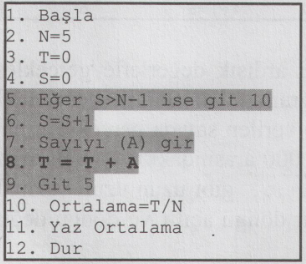 1. Başla
2. N=5
3. T=0
4. S=0
5. Eğer S>N-1 ise git 10
6. S=S+1
7. Sayıyı (A) gir
8. T = T + A
9. Git 5
10. Ortalama=T/N
11. Yaz Ortalama
12. Dur